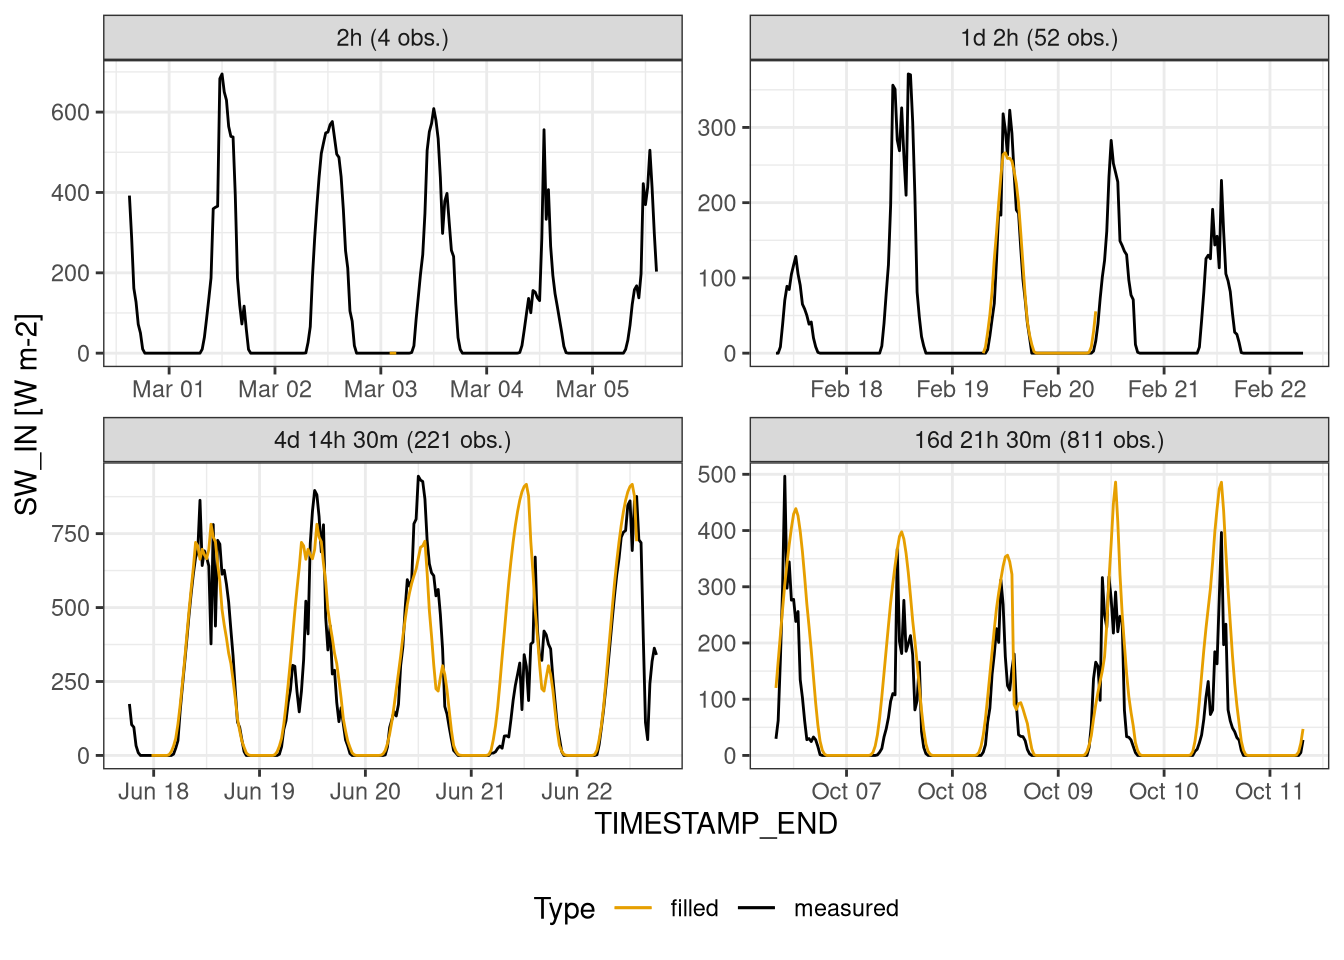 2h (4 obs.)
1d 2h (52 obs.)
600
400
200
0
300
200
100
0
Mar 01 Mar 02 Mar 03 Mar 04 Mar 05
Feb 18 Feb 19 Feb 20 Feb 21 Feb 22
SW_IN [W m-2]
4d 14h 30m (221 obs.)
16d 21h 30m (811 obs.)
750
500
250
0
500
400
300
200
100
0
Jun 18 Jun 19 Jun 20 Jun 21 Jun 22
Oct 07 Oct 08 Oct 09 Oct 10 Oct 11
TIMESTAMP_END
Type filled measured